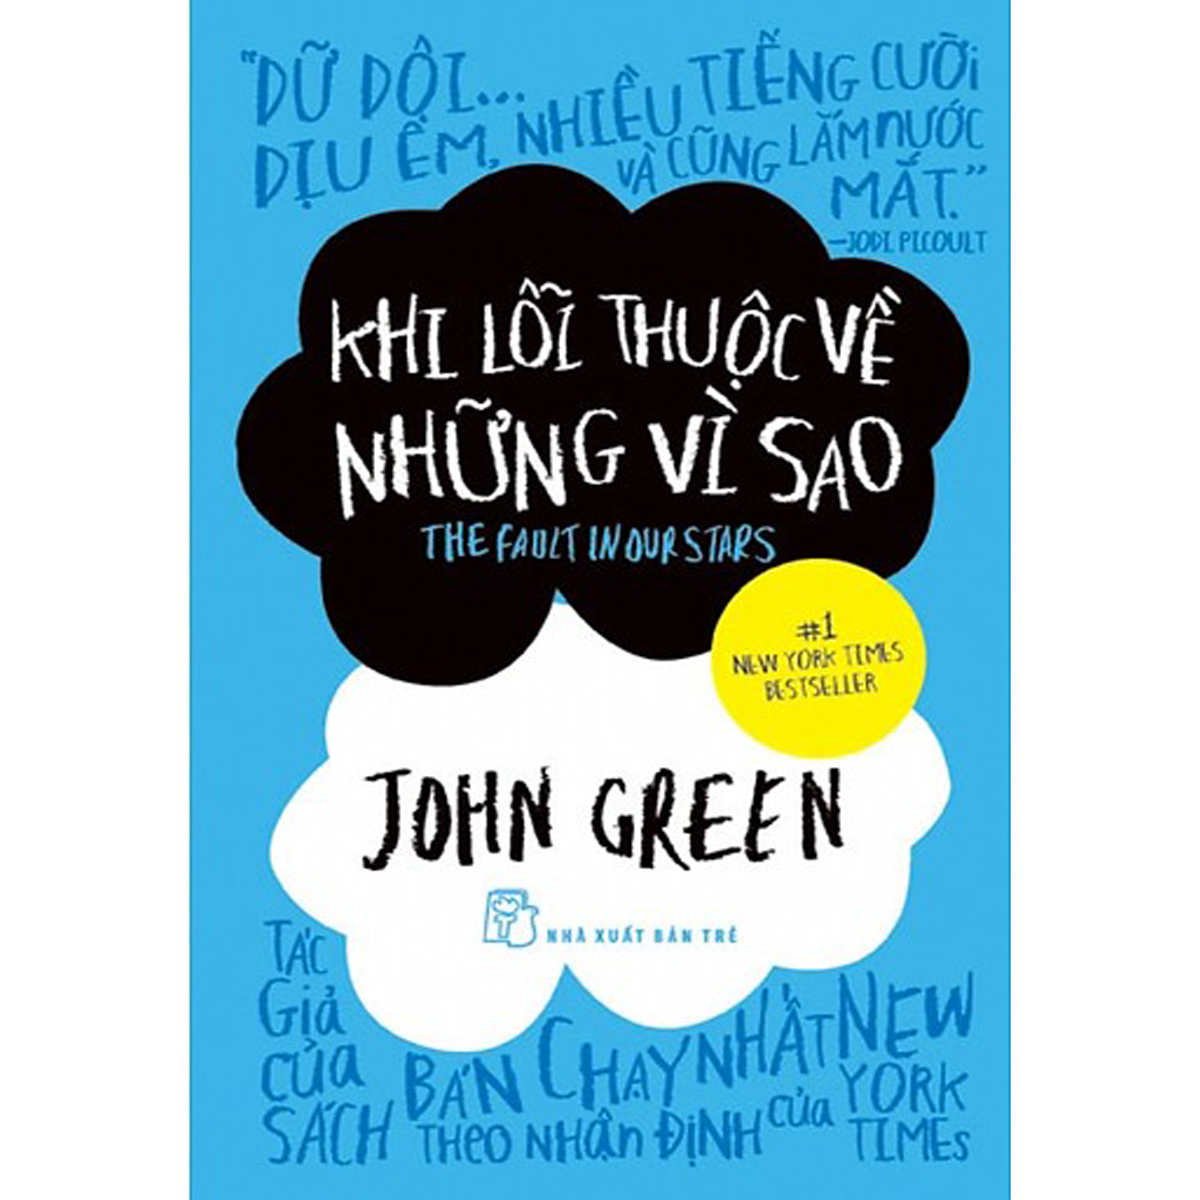 "DỮ DỘI... DỊU ÊM, NHIỀU TIẾNG CƯỜI
VÀ CŨNG LẮM NƯỚC
MẮT."
—JODI PICOULT
KHI LỖI THUỘC VỀ
NHỮNG VÌ SAO
THE FAULT IN OUR STARS
#1
NEW YORK TIMES
BESTSELLER
JOHN GREEN
NHÀ XUẤT BẢN TRẺ
TÁC
GIẢ
CỦA
SÁCH BÁN CHẠY NHẤT NEW YORK TIMES
THEO NHẬN ĐỊNH CỦA